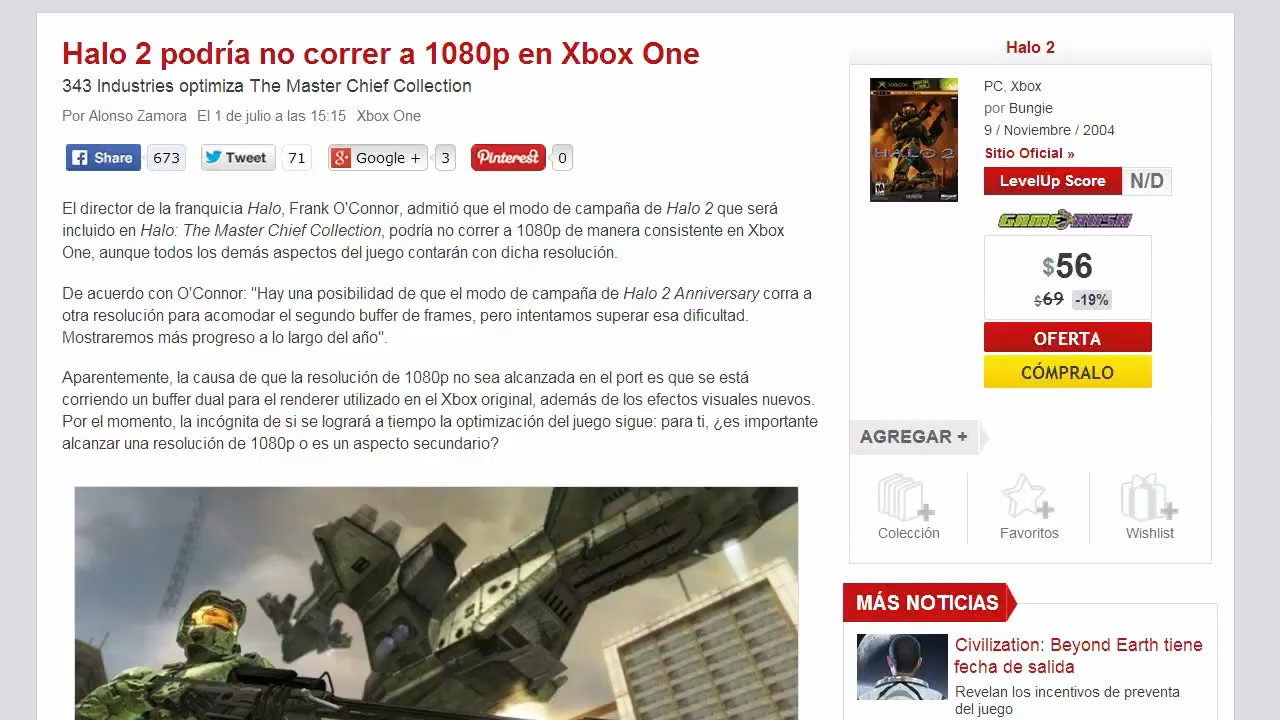 Halo 2 podría no correr a 1080p en Xbox One
343 Industries optimiza The Master Chief Collection
Por Alonso Zamora El 1 de julio a las 15:15 Xbox One
Share 673 Tweet 71 Google + 3 Pinterest 0
El director de la franquicia Halo, Frank O'Connor, admitió que el modo de campaña de Halo 2 que será
incluido en Halo: The Master Chief Collection, podría no correr a 1080p de manera consistente en Xbox
One, aunque todos los demás aspectos del juego contarán con dicha resolución.
De acuerdo con O'Connor: "Hay una posibilidad de que el modo de campaña de Halo 2 Anniversary corra a
otra resolución para acomodar el segundo buffer de frames, pero intentamos superar esa dificultad.
Mostraremos más progreso a lo largo del año".
Aparentemente, la causa de que la resolución de 1080p no sea alcanzada en el port es que se está
corriendo un buffer dual para el renderer utilizado en el Xbox original, además de los efectos visuales nuevos.
Por el momento, la incógnita de si se logrará a tiempo la optimización del juego sigue: para ti, ¿es importante
alcanzar una resolución de 1080p o es un aspecto secundario?
Halo 2
XBOX
HALO 2
PC, Xbox
por Bungie
9 / Noviembre / 2004
Sitio Oficial »
LevelUp Score N/D
GAMERUSH
$56
$69 -19%
OFERTA
CÓMPRALO
AGREGAR +
Colección Favoritos Wishlist
MÁS NOTICIAS
Civilization: Beyond Earth tiene
fecha de salida
Revelan los incentivos de preventa
del juego